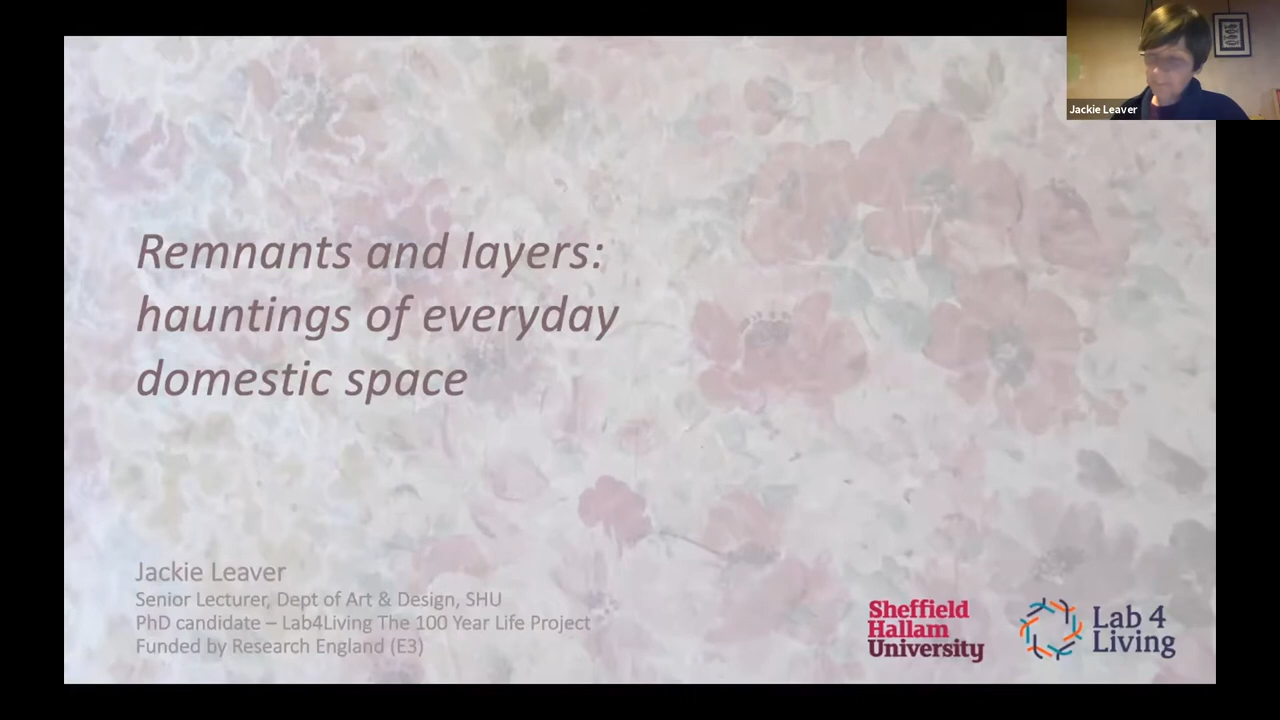 Jackie Leaver
Remnants and layers:
hauntings of everyday
domestic space
Jackie Leaver
Senior Lecturer, Dept of Art & Design, SHU
PhD candidate – Lab4Living The 100 Year Life Project
Funded by Research England (E3)
Sheffield
Hallam
University
Lab 4
Living